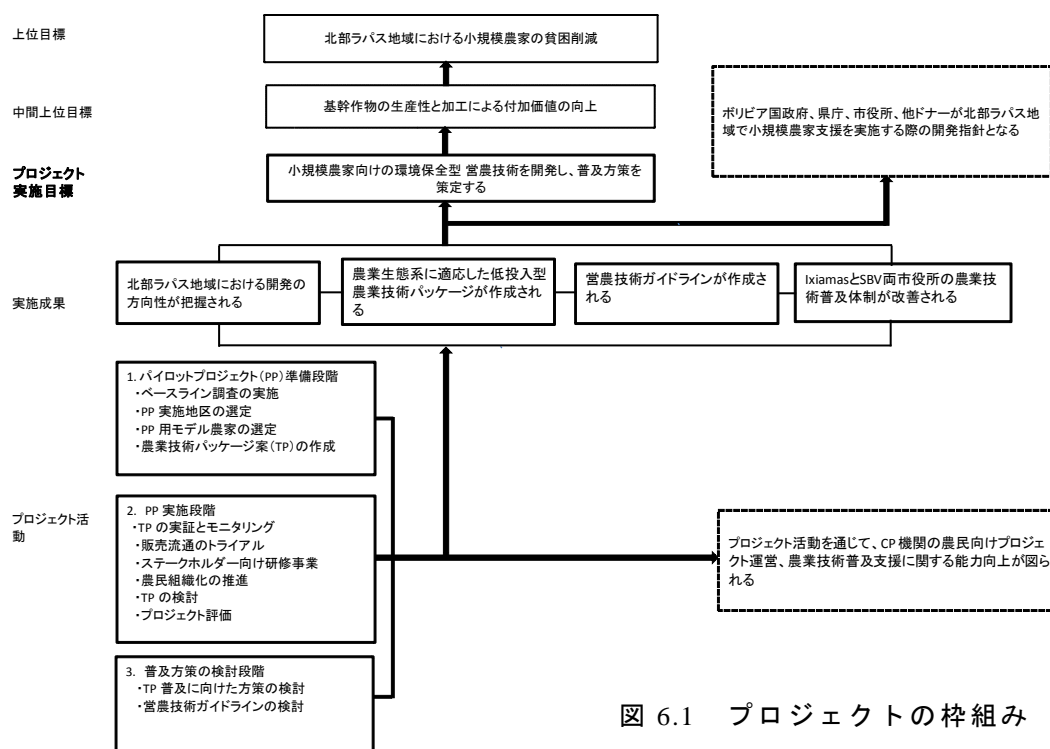 上位目標
北部ラパス地域における小規模農家の貧困削減
中間上位目標
基幹作物の生産性と加工による付加価値の向上
ボリビア国政府、県庁、市役所、他ドナーが北部ラパス地
域で小規模農家支援を実施する際の開発指針となる
プロジェクト
実施目標
小規模農家向けの環境保全型 営農技術を開発し、普及方策を
策定する
実施成果
北部ラパス地域における開発の
方向性が把握される
農業生態系に適応した低投入型
農業技術パッケージが作成され
る
営農技術ガイドラインが作成さ
れる
IxiamasとSBV両市役所の農業技
術普及体制が改善される
プロジェクト活
動
1. パイロットプロジェクト(PP)準備段階
・ベースライン調査の実施
・PP 実施地区の選定
・PP 用モデル農家の選定
・農業技術パッケージ案(TP)の作成
2. PP 実施段階
・TP の実証とモニタリング
・販売流通のトライアル
・ステークホルダー向け研修事業
・農民組織化の推進
・TP の検討
・プロジェクト評価
プロジェクト活動を通じて、CP 機関の農民向けプロジェ
クト運営、農業技術普及支援に関する能力向上が図ら
れる
3. 普及方策の検討段階
・TP 普及に向けた方策の検討
・営農技術ガイドラインの検討
図 6.1 プロジェクトの枠組み